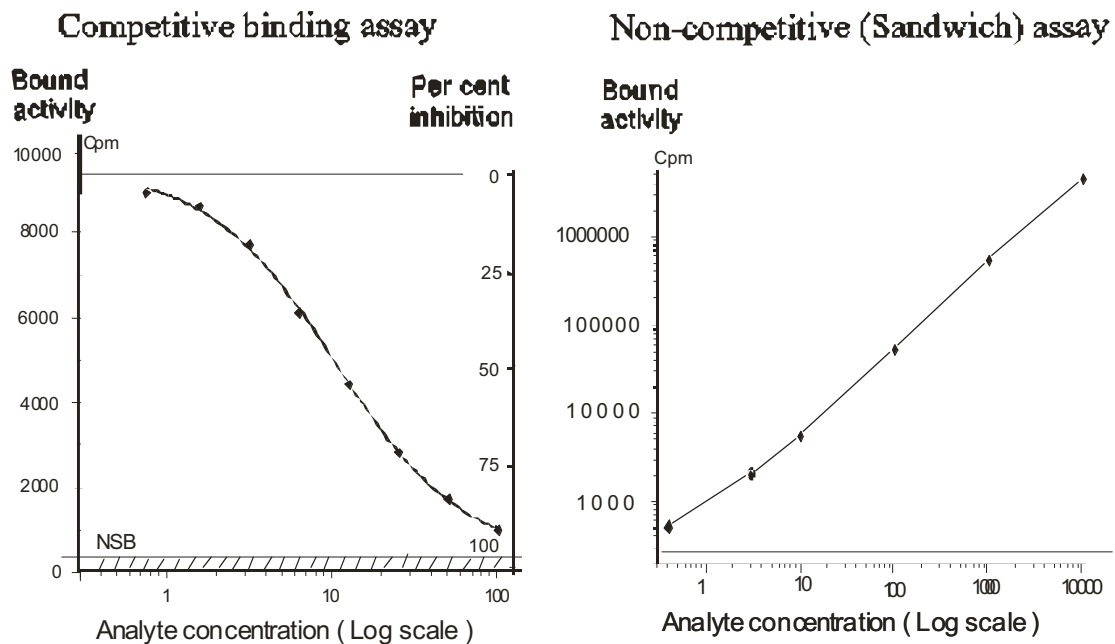 Competitive binding assay
Bound
activity
Per cent
inhibition
Cpm
10000
8000
6000
4000
2000
0
0
25
50
75
100
NSB
1
10
100
Analyte concentration ( Log scale )
Non-competitive (Sandwich) assay
Bound
activity
Cpm
1000000
100000
10000
1000
1
10
100
1000
10000
Analyte concentration ( Log scale )